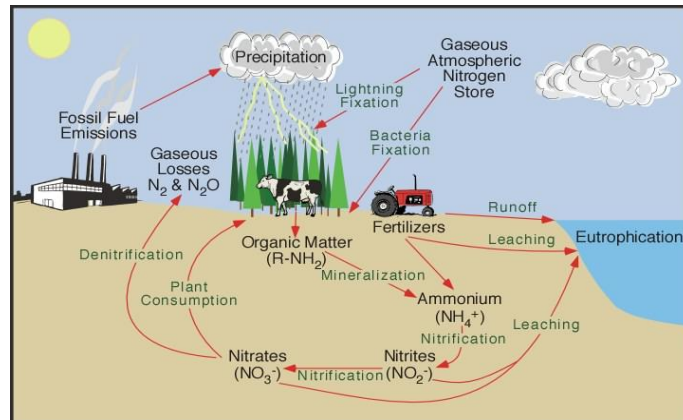 Precipitation
Gaseous
Atmospheric
Nitrogen
Store
Lightning
Fixation
Fossil Fuel
Emissions
Bacteria
Fixation
Gaseous
Losses
N₂ & N₂O
Runoff
Fertilizers
Organic Matter
(R-NH₂)
Leaching
Eutrophication
Denitrification
Plant
Consumption
Mineralization
Ammonium
(NH₄⁺)
Leaching
Nitrification
Nitrates
(NO₃⁻)
Nitrification
Nitrites
(NO₂⁻)